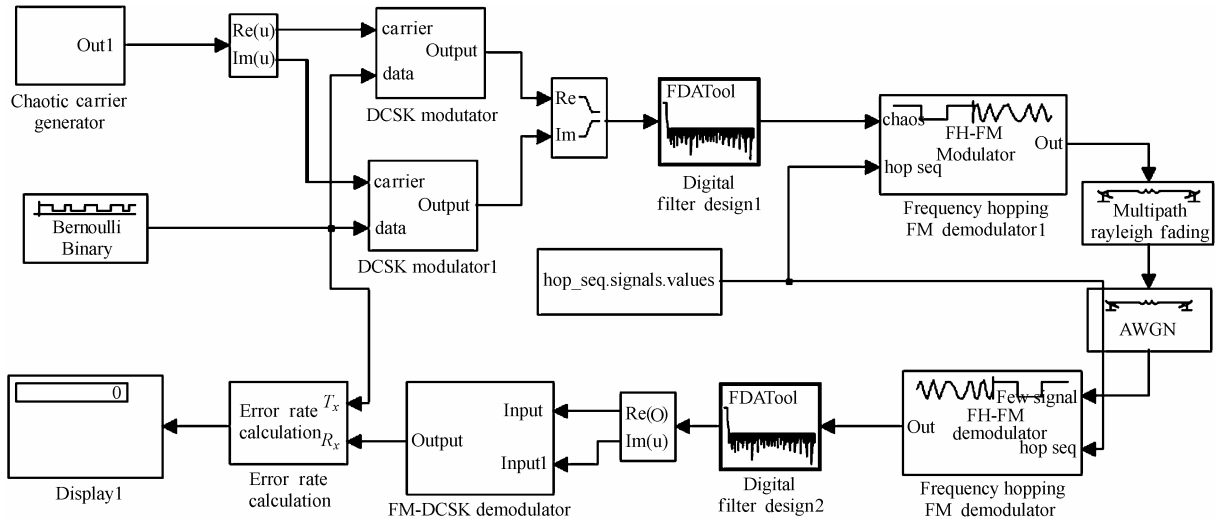 Out1
Chaotic carrier
generator
Re(u)
Im(u)
carrier
Output
data
DCSK modutator
carrier
Output
data
DCSK modulator1
Bernoulli
Binary
Re
Im
FDATool
Digital
filter design1
chaos
FH-FM
Modulator
Out
hop seq
Frequency hopping
FM demodulator1
Multipath
rayleigh fading
hop_seq.signals.values
AWGN
0
Display1
Error rate
calculation
Tx
Rx
Error rate
calculation
Input
Output
Input1
FM-DCSK demodulator
Re(O)
Im(u)
FDATool
Digital
filter design2
Few signal
FH-FM
Out
demodulator
hop seq
Frequency hopping
FM demodulator